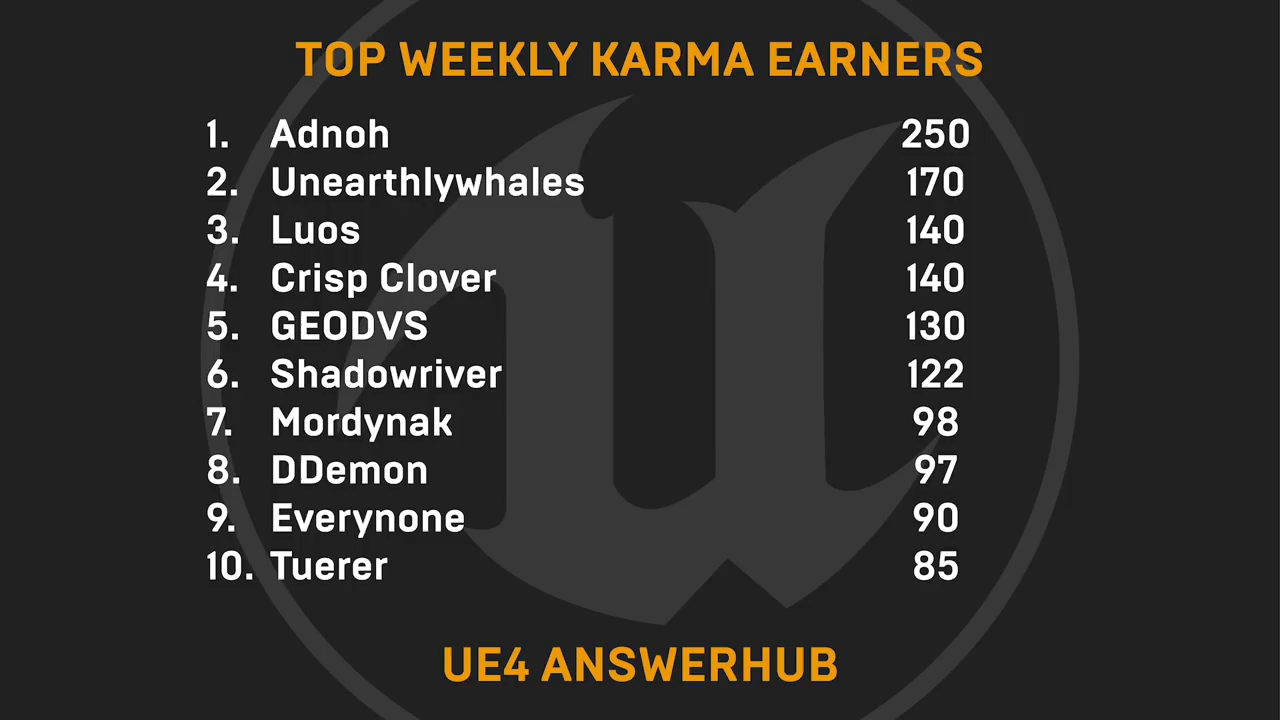 TOP WEEKLY KARMA EARNERS
1. Adnoh 250
2. Unearthlywhales 170
3. Luos 140
4. Crisp Clover 140
5. GEODVS 130
6. Shadowriver 122
7. Mordynak 98
8. DDemon 97
9. Everynone 90
10. Tuerer 85
UE4 ANSWERHUB